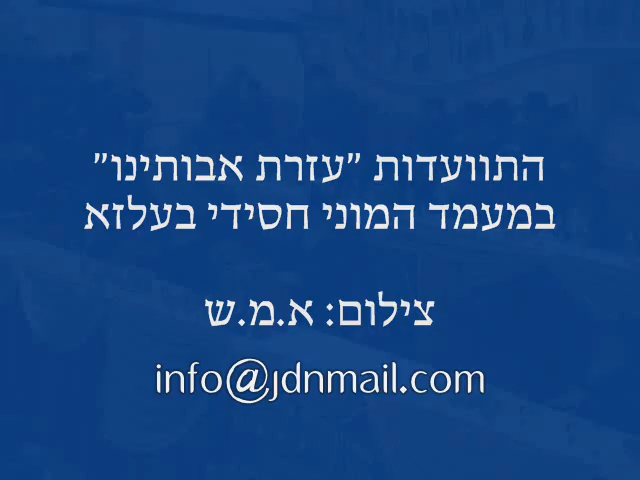 התוועדות "עזרת אבותינו"
במעמד המוני חסידי בעלזא
צילום: א.מ.ש
info@jdnmail.com